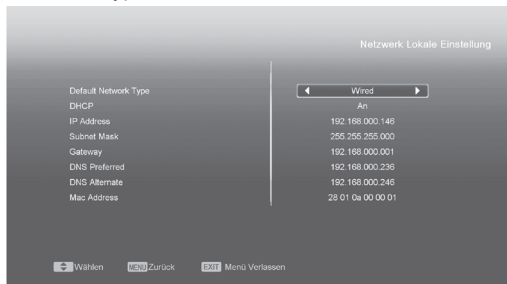 Netzwerk Lokale Einstellung
Default Network Type Wired
DHCP An
IP Address 192.168.000.146
Subnet Mask 255.255.255.000
Gateway 192.168.000.001
DNS Preferred 192.168.000.236
DNS Alternate 192.168.000.246
Mac Address 28 01 0a 00 00 01
Wählen MENU Zurück EXIT Menü Verlassen